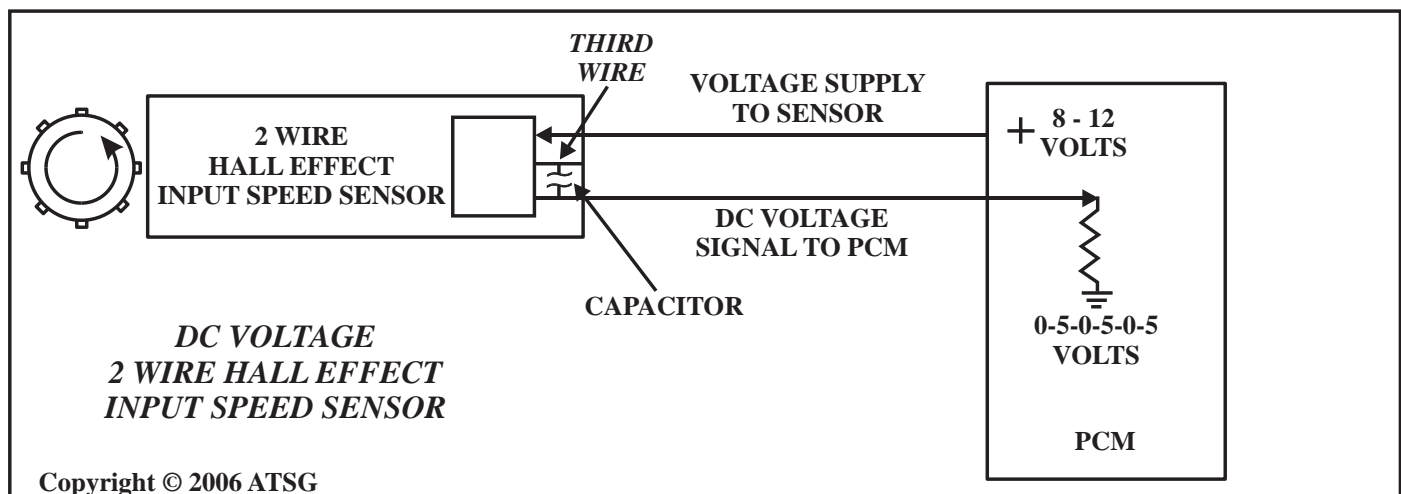 THIRD
WIRE
VOLTAGE SUPPLY
TO SENSOR
2 WIRE
HALL EFFECT
INPUT SPEED SENSOR
+ 8 - 12
VOLTS
DC VOLTAGE
SIGNAL TO PCM
CAPACITOR
0-5-0-5-0-5
VOLTS
DC VOLTAGE
2 WIRE HALL EFFECT
INPUT SPEED SENSOR
PCM
Copyright © 2006 ATSG